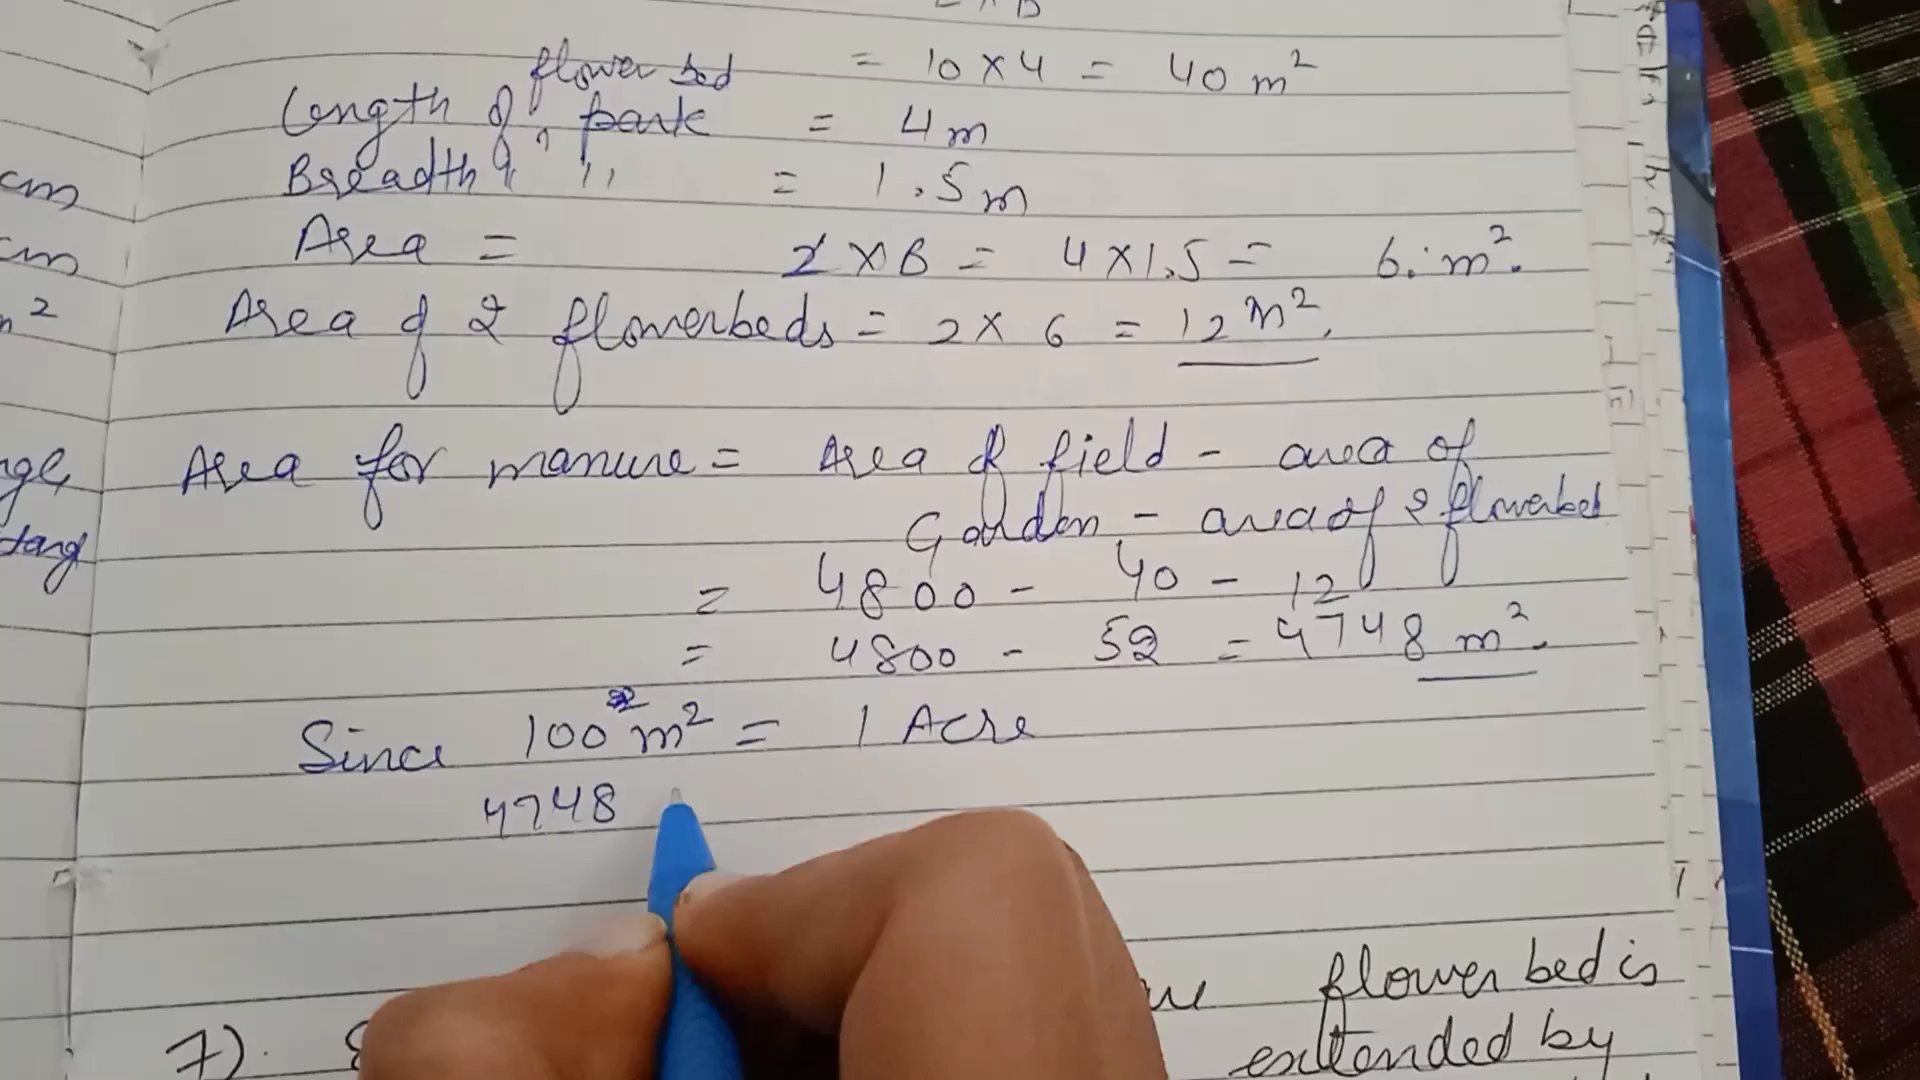 = 10 × 4 = 40 m²
flower bed
Length of park = 4 m
Breadth " " = 1.5 m
Area = L × B = 4 × 1.5 = 6. m².
Area of 2 flowerbeds = 2 × 6 = 12 m².
Area for manure = Area of field - area of
Garden - area of 2 flowerbed
= 4800 - 40 - 12
= 4800 - 52 = 4748 m².
Since 100 m² = 1 Acre
4748
flower bed is
7). extended by
cm
cm